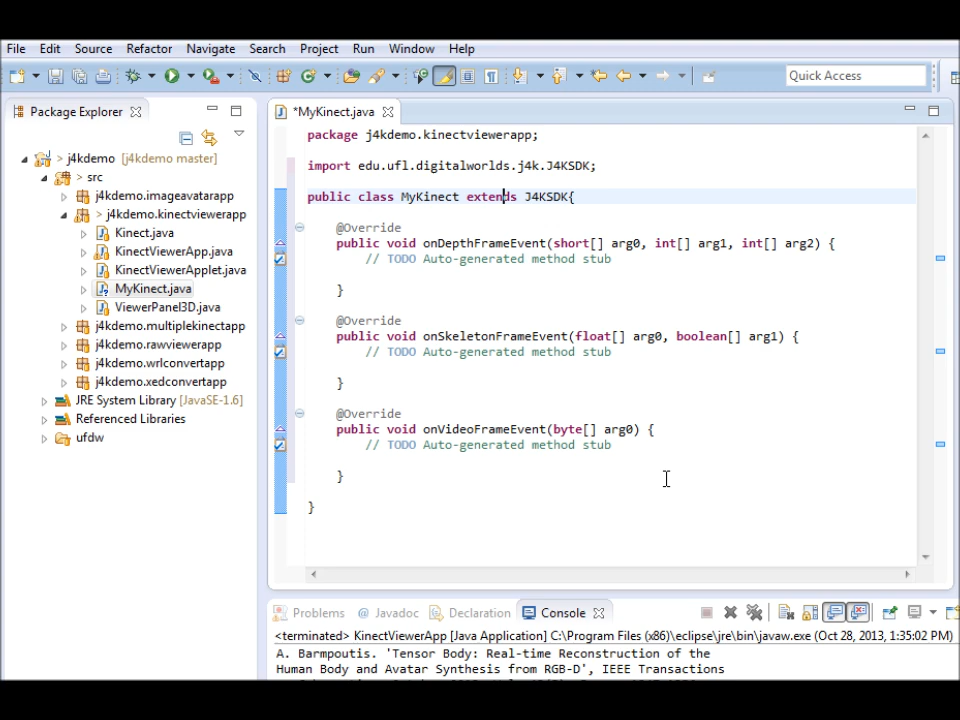 File Edit Source Refactor Navigate Search Project Run Window Help
Quick Access
Package Explorer
j4kdemo [j4kdemo master]
src
j4kdemo.imageavatarapp
j4kdemo.kinectviewerapp
Kinect.java
KinectViewerApp.java
KinectViewerApplet.java
MyKinect.java
ViewerPanel3D.java
j4kdemo.multiplekinectapp
j4kdemo.rawviewerapp
j4kdemo.wrlconvertapp
j4kdemo.xedconvertapp
JRE System Library [JavaSE-1.6]
Referenced Libraries
ufdw
*MyKinect.java
package j4kdemo.kinectviewerapp;
import edu.ufl.digitalworlds.j4k.J4KSDK;
public class MyKinect extends J4KSDK{
@Override
public void onDepthFrameEvent(short[] arg0, int[] arg1, int[] arg2) {
// TODO Auto-generated method stub
}
@Override
public void onSkeletonFrameEvent(float[] arg0, boolean[] arg1) {
// TODO Auto-generated method stub
}
@Override
public void onVideoFrameEvent(byte[] arg0) {
// TODO Auto-generated method stub
}
}
Problems @ Javadoc Declaration Console
<terminated> KinectViewerApp [Java Application] C:\Program Files (x86)\eclipse\jre\bin\javaw.exe (Oct 28, 2013, 1:35:02 PM)
A. Barmpoutis. 'Tensor Body: Real-time Reconstruction of the
Human Body and Avatar Synthesis from RGB-D', IEEE Transactions